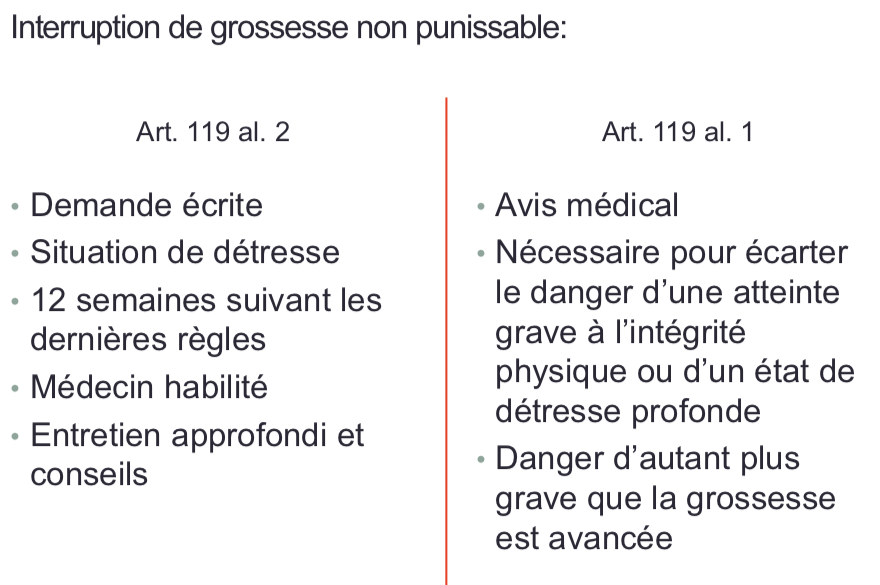 Interruption de grossesse non punissable:
Art. 119 al. 2
• Demande écrite
• Situation de détresse
• 12 semaines suivant les
dernières règles
• Médecin habilité
• Entretien approfondi et
conseils
Art. 119 al. 1
• Avis médical
• Nécessaire pour écarter
le danger d’une atteinte
grave à l’intégrité
physique ou d’un état de
détresse profonde
• Danger d’autant plus
grave que la grossesse
est avancée